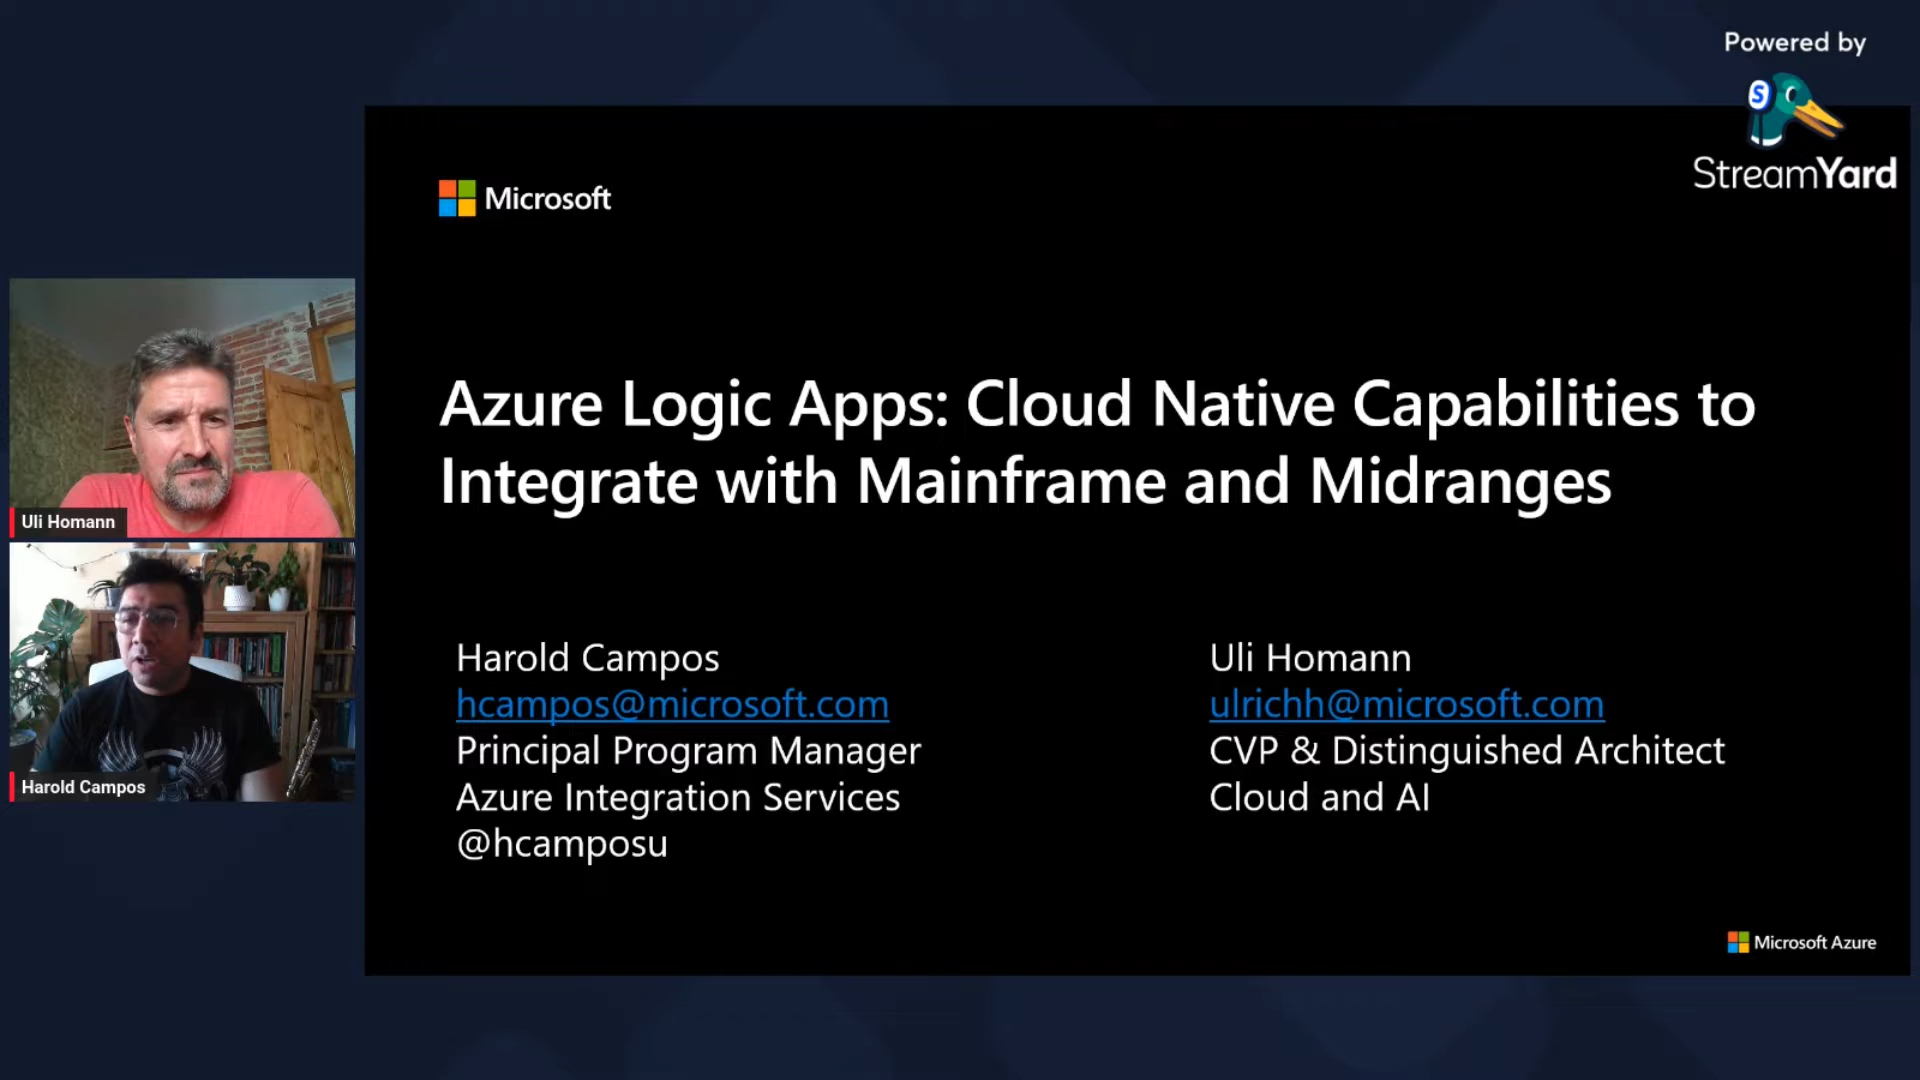 Powered by
S
StreamYard
Microsoft
Azure Logic Apps: Cloud Native Capabilities to
Integrate with Mainframe and Midranges
Uli Homann
Harold Campos
Harold Campos
hcampos@microsoft.com
Principal Program Manager
Azure Integration Services
@hcamposu
Uli Homann
ulrichh@microsoft.com
CVP & Distinguished Architect
Cloud and AI
Microsoft Azure